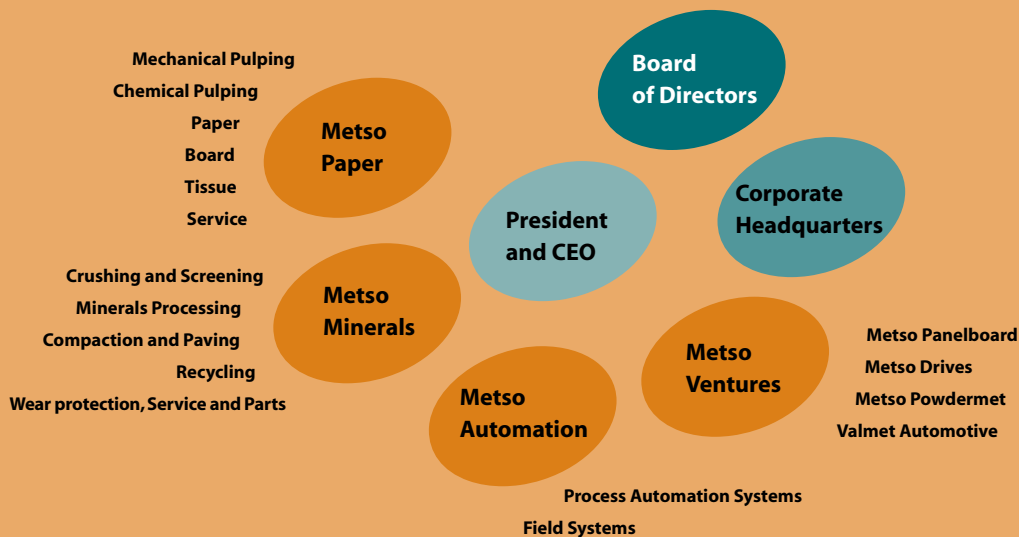 Mechanical Pulping
Chemical Pulping
Paper
Board
Tissue
Service
Metso
Paper
Board
of Directors
President
and CEO
Corporate
Headquarters
Crushing and Screening
Minerals Processing
Compaction and Paving
Recycling
Wear protection, Service and Parts
Metso
Minerals
Metso
Automation
Process Automation Systems
Field Systems
Metso
Ventures
Metso Panelboard
Metso Drives
Metso Powdermet
Valmet Automotive